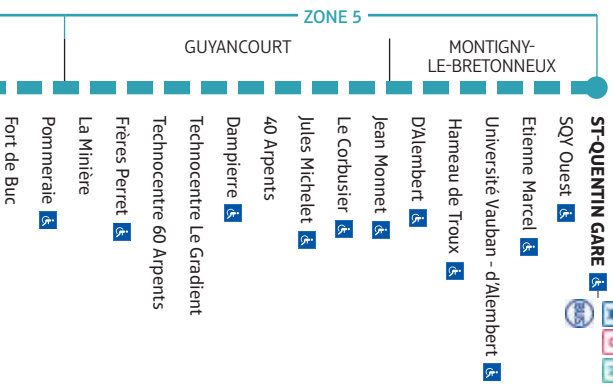 ZONE 5
GUYANCOURT
MONTIGNY-
LE-BRETONNEUX
Fort de Buc
Pommeraie
La Minière
Frères Perret
Technocentre 60 Arpents
Technocentre Le Gradient
Dampierre
40 Arpents
Jules Michelet
Le Corbusier
Jean Monnet
D'Alembert
Hameau de Troux
Université Vauban - d'Alembert
Etienne Marcel
SQY Ouest
ST-QUENTIN GARE
BUS